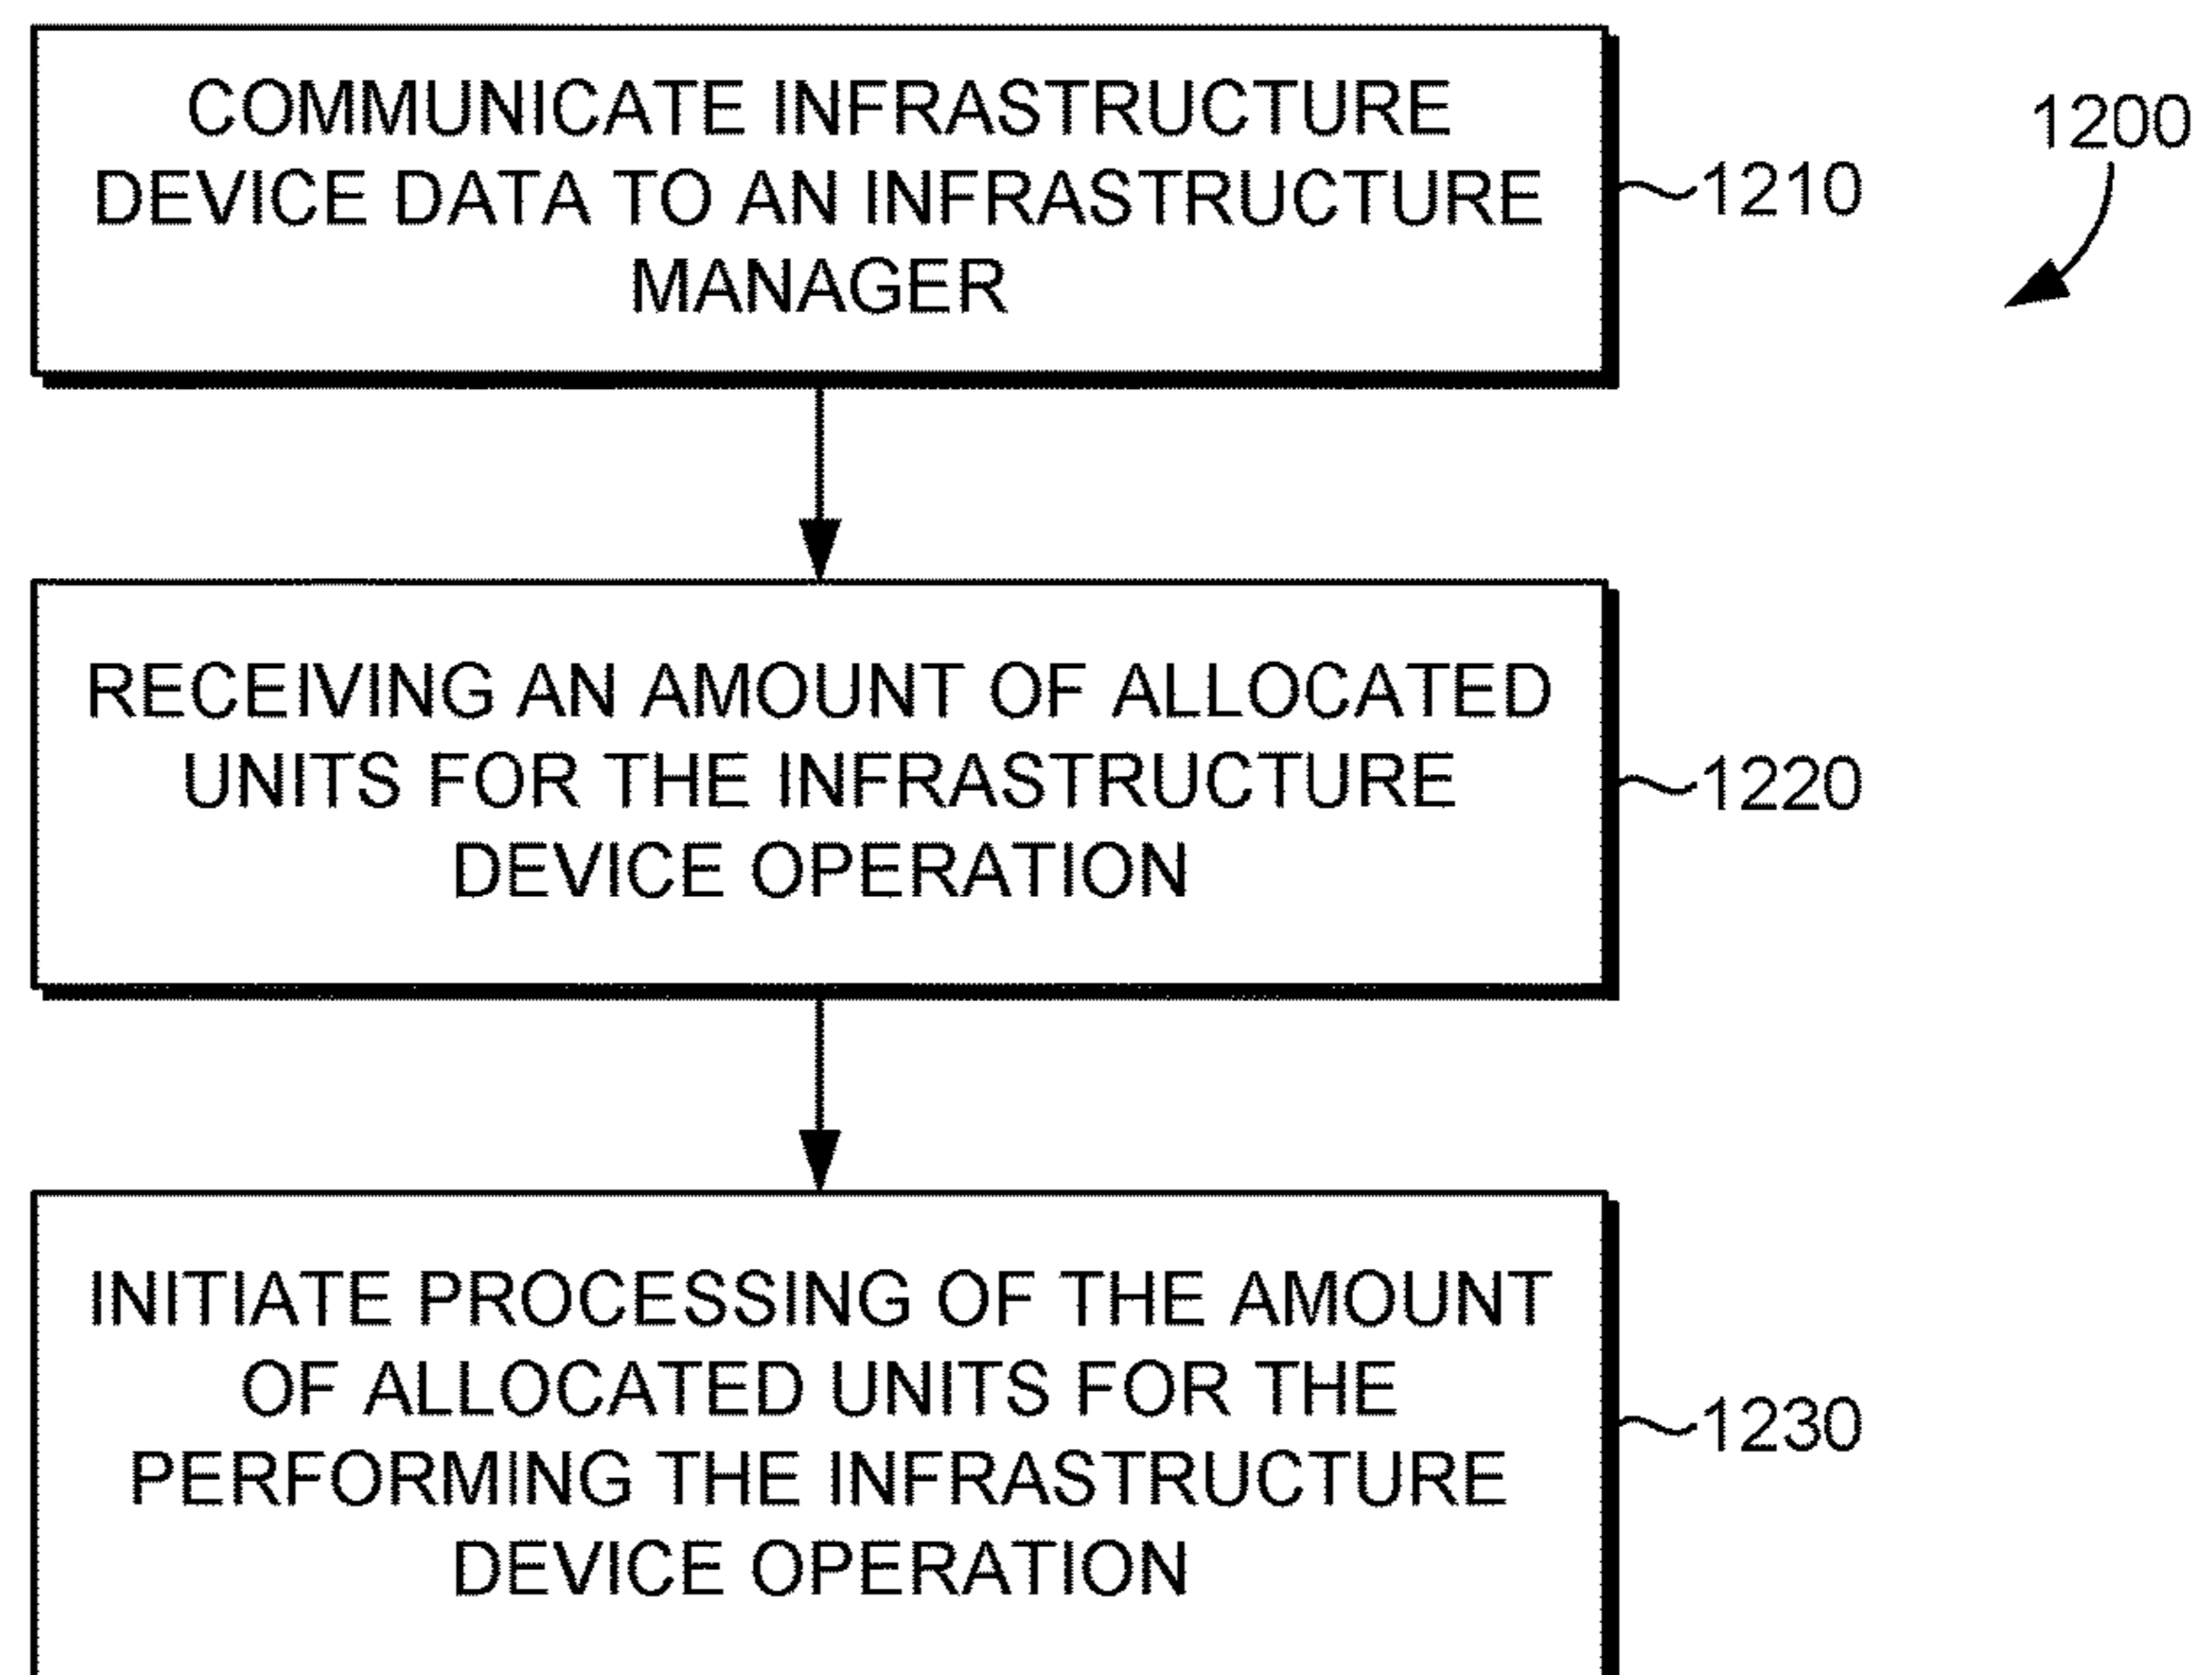 COMMUNICATE INFRASTRUCTURE
DEVICE DATA TO AN INFRASTRUCTURE
MANAGER
1210
1200
RECEIVING AN AMOUNT OF ALLOCATED
UNITS FOR THE INFRASTRUCTURE
DEVICE OPERATION
1220
INITIATE PROCESSING OF THE AMOUNT
OF ALLOCATED UNITS FOR THE
PERFORMING THE INFRASTRUCTURE
DEVICE OPERATION
1230